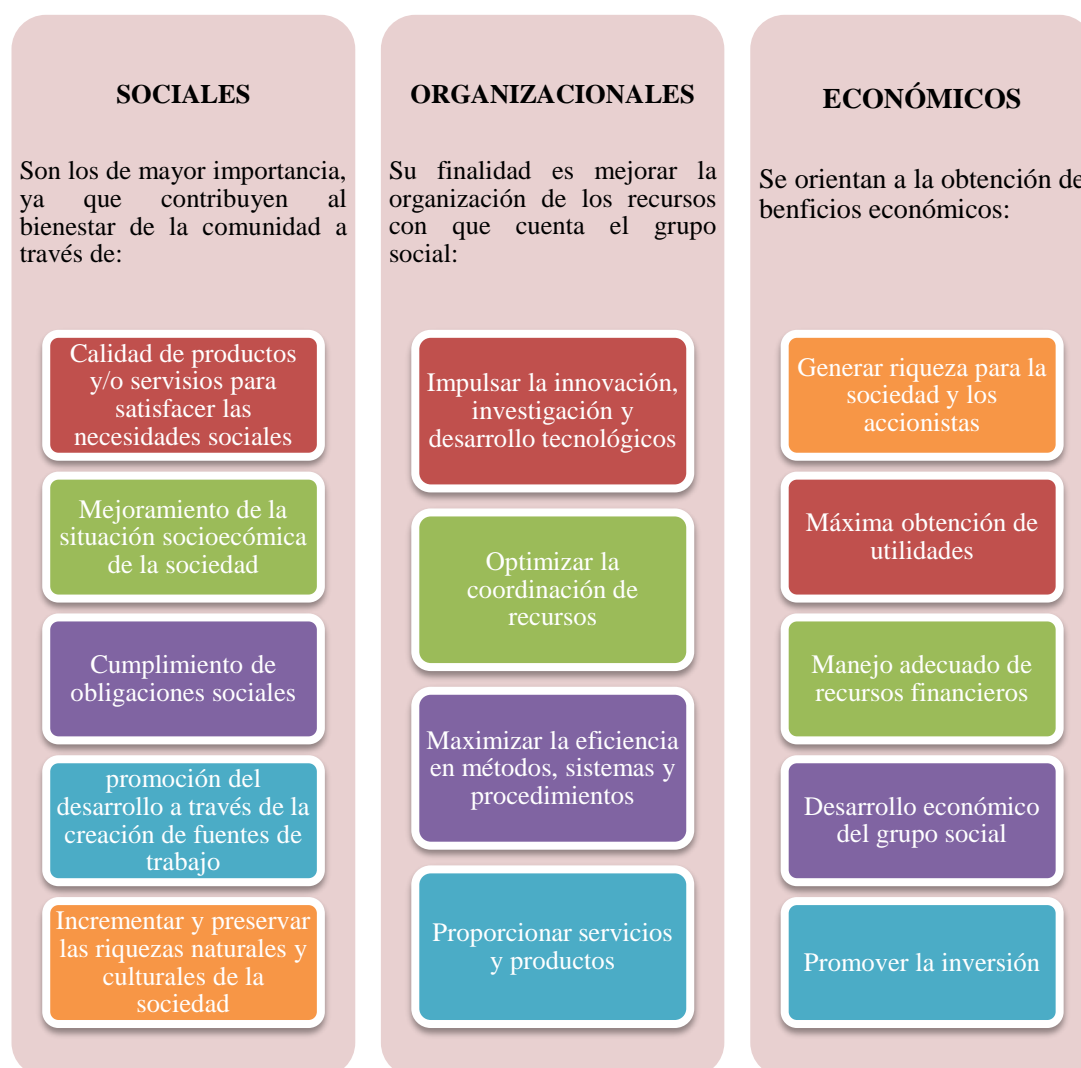 SOCIALES
Son los de mayor importancia,
ya que contribuyen al
bienestar de la comunidad a
través de:
Calidad de productos
y/o servisios para
satisfacer las
necesidades sociales
Mejoramiento de la
situación socioecómica
de la sociedad
Cumplimiento de
obligaciones sociales
promoción del
desarrollo a través de la
creación de fuentes de
trabajo
Incrementar y preservar
las riquezas naturales y
culturales de la
sociedad
ORGANIZACIONALES
Su finalidad es mejorar la
organización de los recursos
con que cuenta el grupo
social:
Impulsar la innovación,
investigación y
desarrollo tecnológicos
Optimizar la
coordinación de
recursos
Maximizar la eficiencia
en métodos, sistemas y
procedimientos
Proporcionar servicios
y productos
ECONÓMICOS
Se orientan a la obtención de
benficios económicos:
Generar riqueza para la
sociedad y los
accionistas
Máxima obtención de
utilidades
Manejo adecuado de
recursos financieros
Desarrollo económico
del grupo social
Promover la inversión